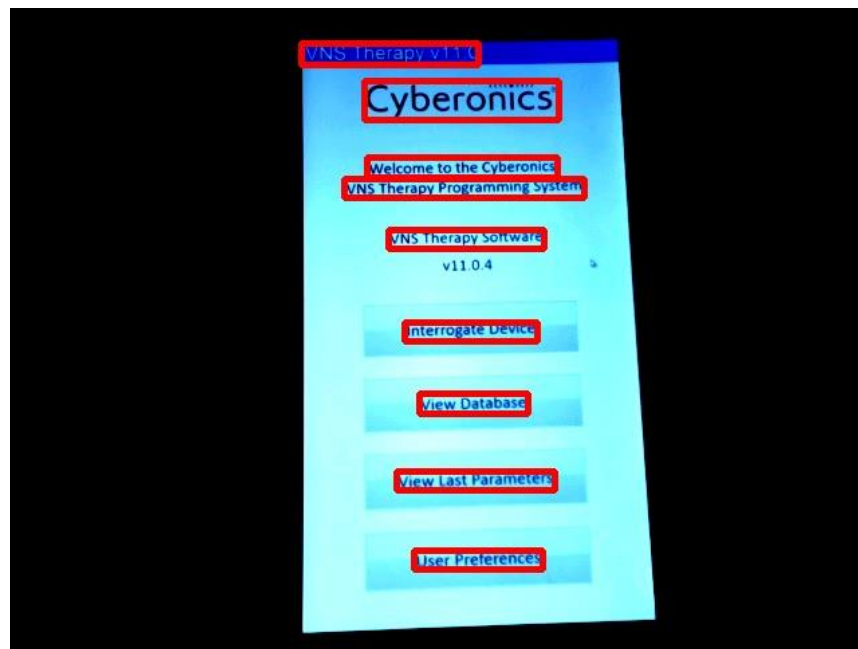 VNS Therapy v11.0
Cyberonics
Welcome to the Cyberonics
VNS Therapy Programming System
VNS Therapy Software
v11.0.4
Interrogate Device
View Database
View Last Parameters
User Preferences